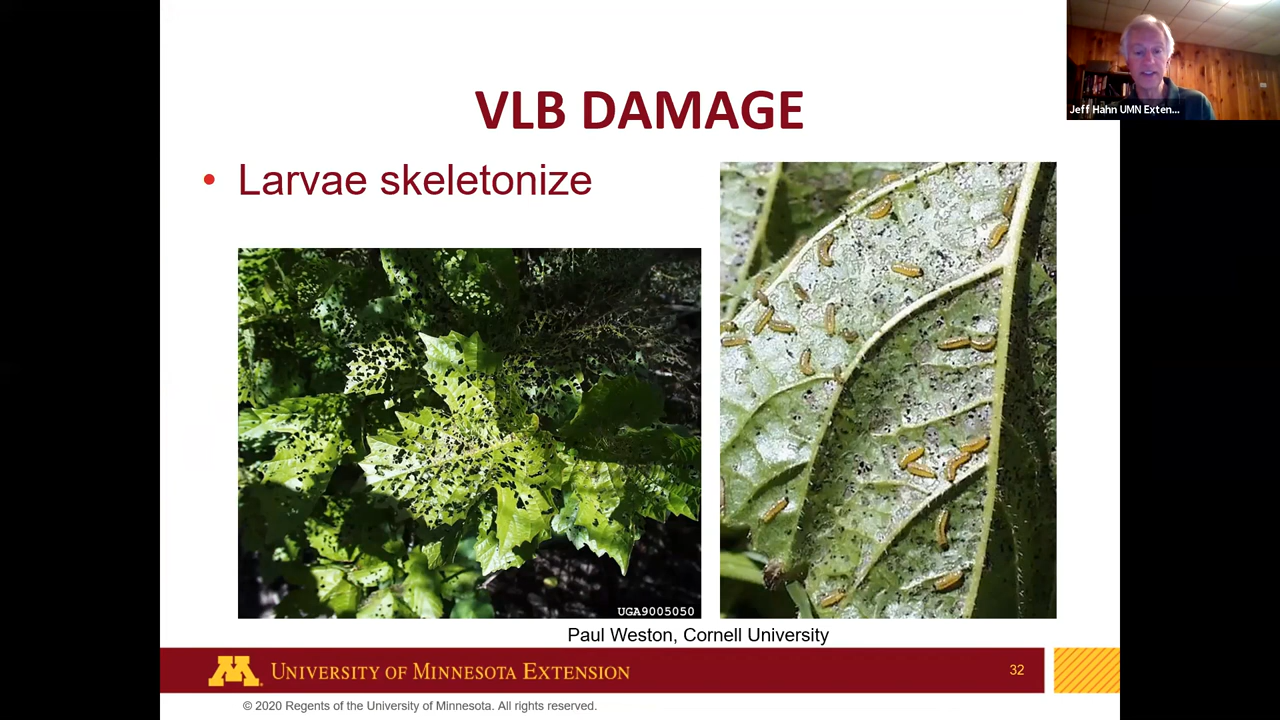 VLB DAMAGE
Jeff Hahn UMN Exten...
• Larvae skeletonize
UGA9005050
Paul Weston, Cornell University
M UNIVERSITY OF MINNESOTA EXTENSION
32
© 2020 Regents of the University of Minnesota. All rights reserved.